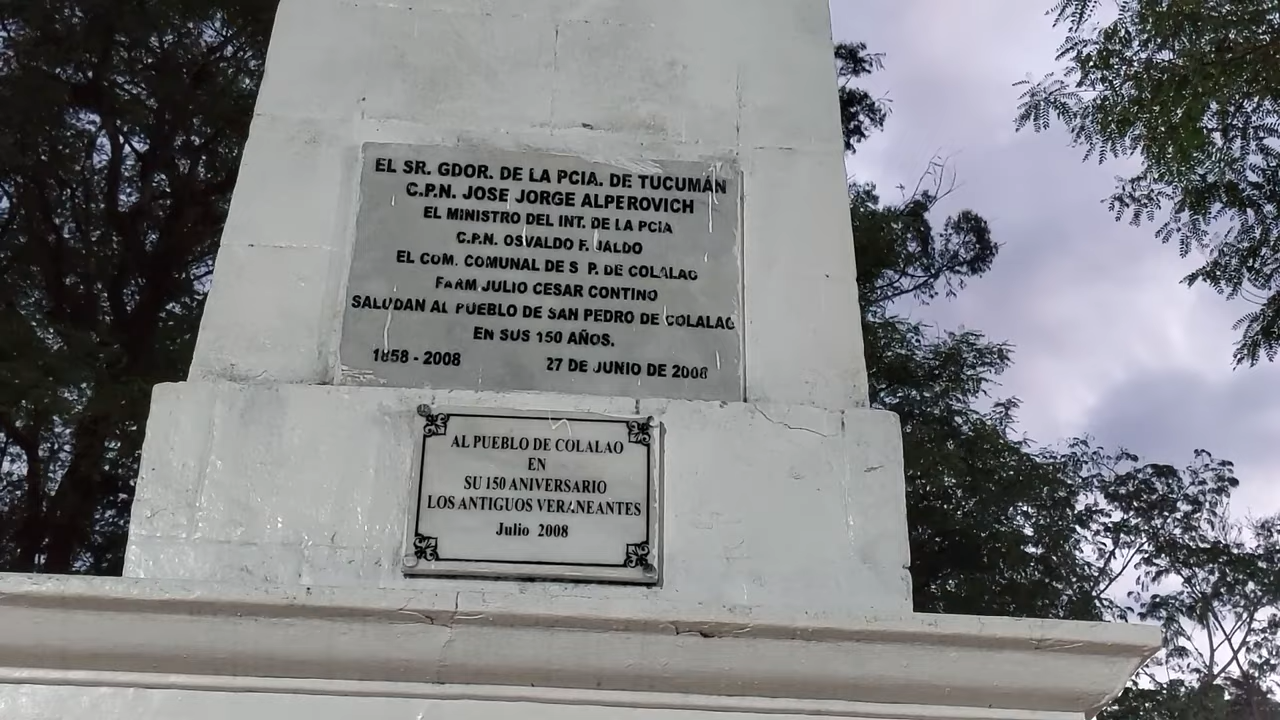 EL SR. GDOR. DE LA PCIA. DE TUCUMÁN
C.P.N. JOSE JORGE ALPEROVICH
EL MINISTRO DEL INT. DE LA PCIA
C.P.N. OSVALDO F. JALDO
EL COM. COMUNAL DE S. P. DE COLALAO
FARM. JULIO CESAR CONTINO
SALUDAN AL PUEBLO DE SAN PEDRO DE COLALAO
EN SUS 150 AÑOS.
1858 - 2008 27 DE JUNIO DE 2008
AL PUEBLO DE COLALAO
EN
SU 150 ANIVERSARIO
LOS ANTIGUOS VERANEANTES
Julio 2008